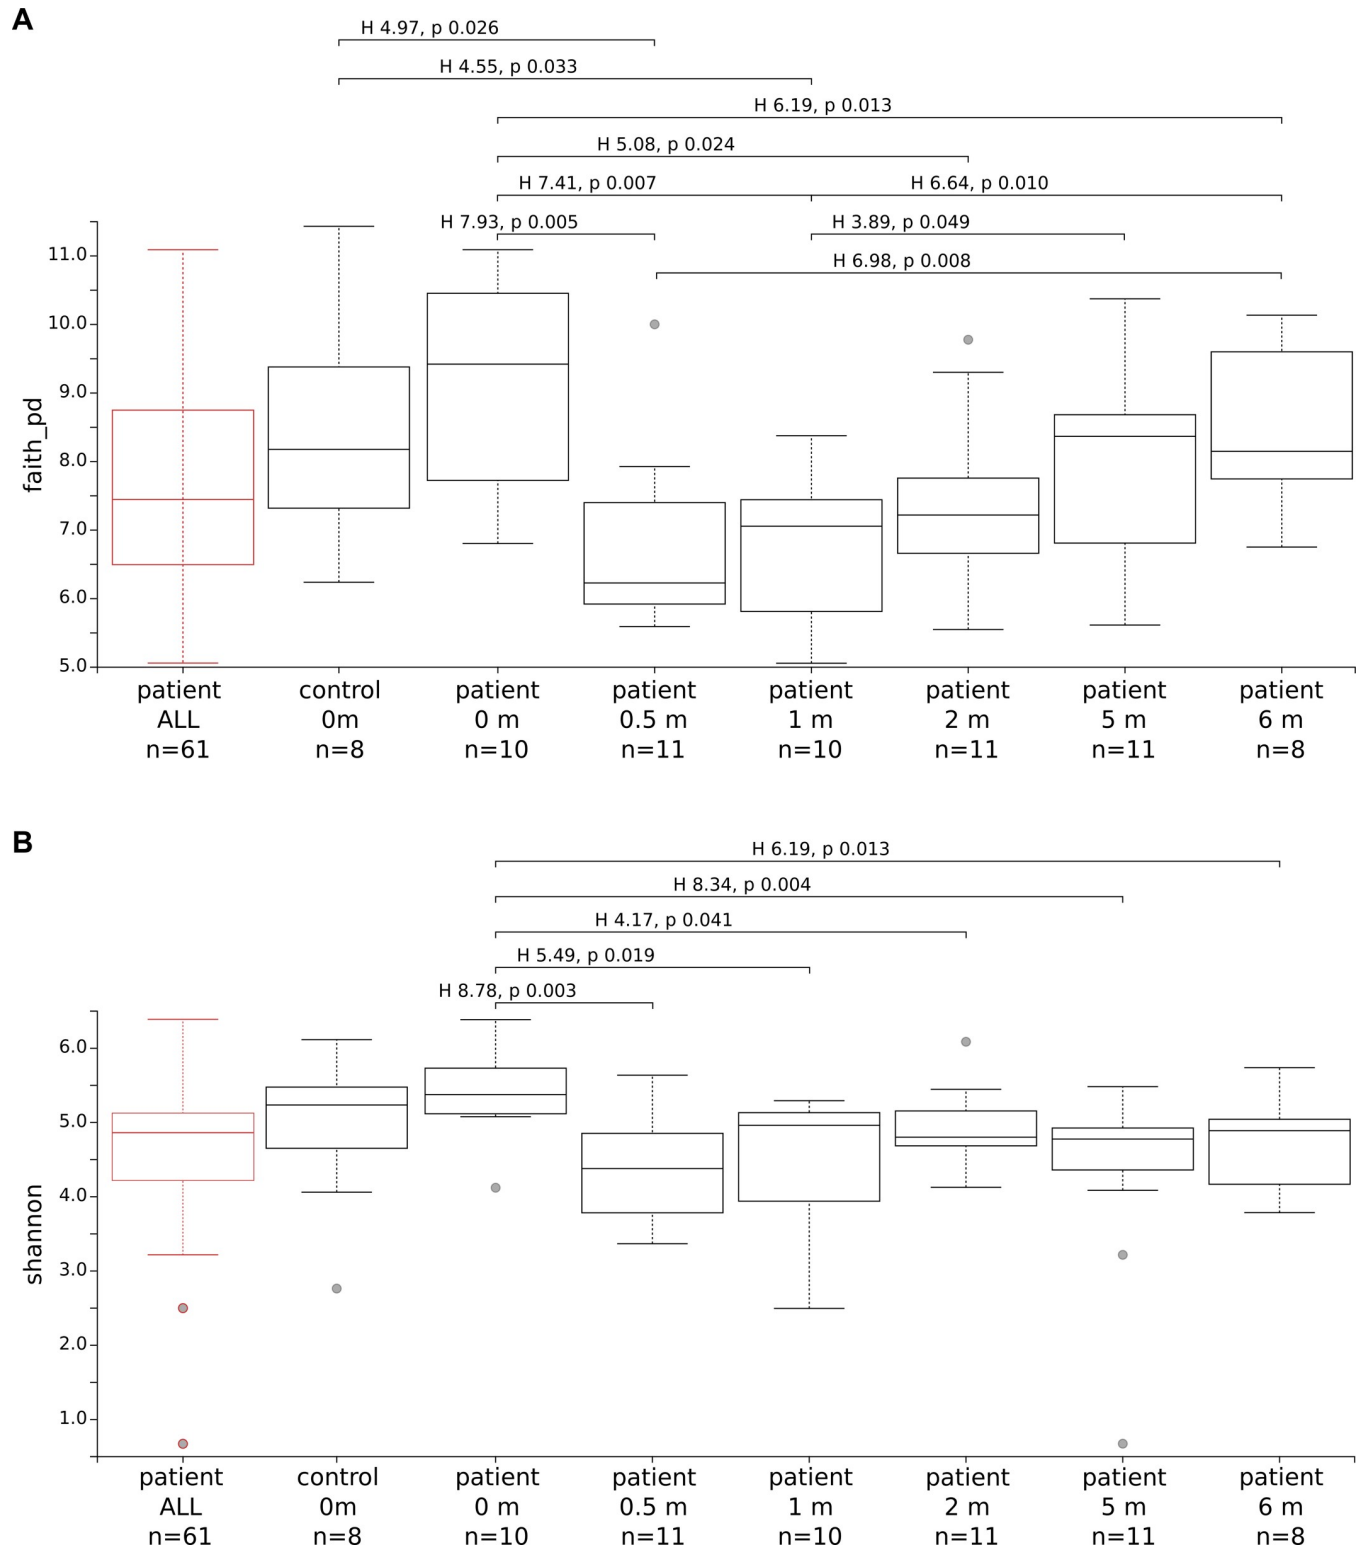 A
H 4.97, p 0.026
H 4.55, p 0.033
H 6.19, p 0.013
H 5.08, p 0.024
H 7.41, p 0.007 H 6.64, p 0.010
H 7.93, p 0.005 H 3.89, p 0.049
H 6.98, p 0.008
faith_pd
11.0
10.0
9.0
8.0
7.0
6.0
5.0
patient control patient patient patient patient patient patient
ALL 0m 0 m 0.5 m 1 m 2 m 5 m 6 m
n=61 n=8 n=10 n=11 n=10 n=11 n=11 n=8
B
H 6.19, p 0.013
H 8.34, p 0.004
H 4.17, p 0.041
H 5.49, p 0.019
H 8.78, p 0.003
shannon
6.0
5.0
4.0
3.0
2.0
1.0
patient control patient patient patient patient patient patient
ALL 0m 0 m 0.5 m 1 m 2 m 5 m 6 m
n=61 n=8 n=10 n=11 n=10 n=11 n=11 n=8